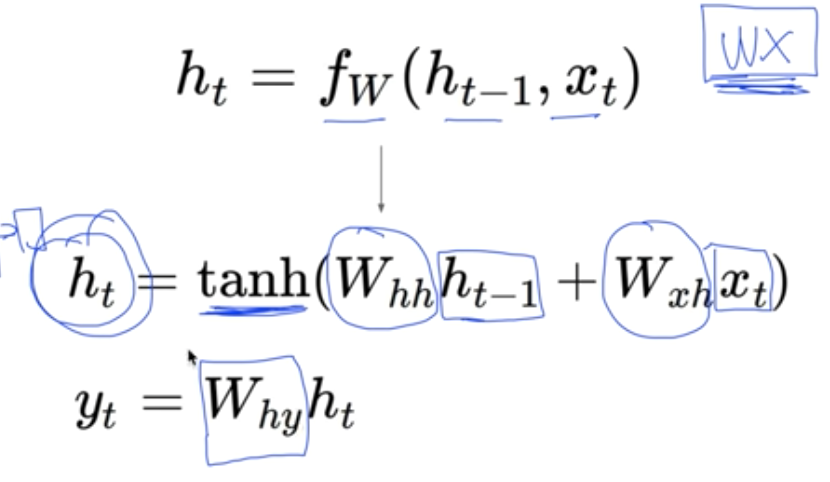 h_t = f_W(h_{t-1}, x_t)
WX
h_t = tanh(W_{hh}h_{t-1} + W_{xh}x_t)
y_t = W_{hy}h_t